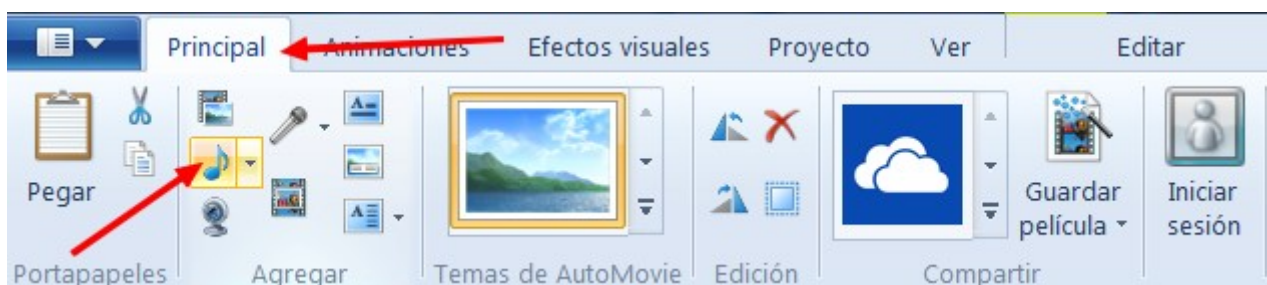 Principal Animaciones Efectos visuales Proyecto Ver Editar
Pegar
Guardar película
Iniciar sesión
Portapapeles Agregar Temas de AutoMovie Edición Compartir